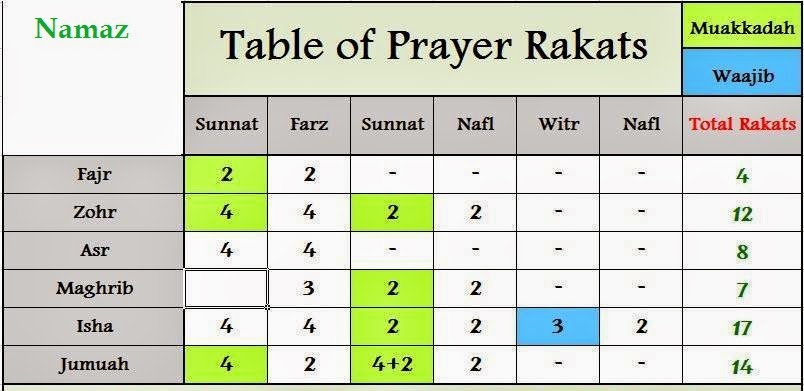 Namaz
Table of Prayer Rakats
Muakkadah
Waajib
Sunnat Farz Sunnat Nafl Witr Nafl Total Rakats
Fajr 2 2 - - - - 4
Zohr 4 4 2 2 - - 12
Asr 4 4 - - - - 8
Maghrib 3 2 2 - - 7
Isha 4 4 2 2 3 2 17
Jumuah 4 2 4+2 2 - - 14